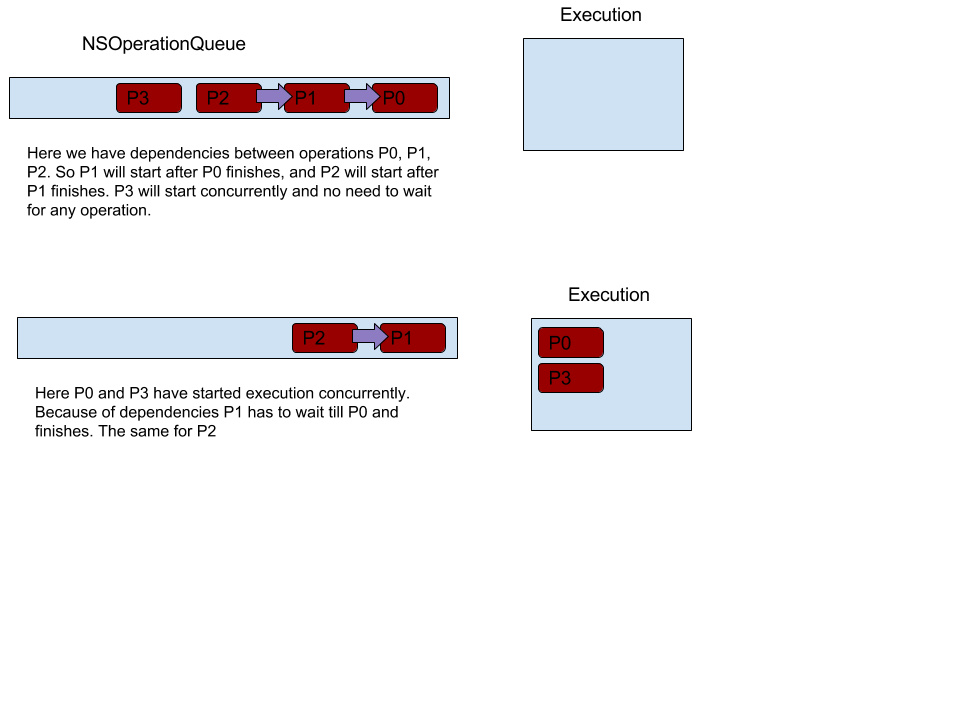 Execution
NSOperationQueue
P3 P2 P1 P0
Here we have dependencies between operations P0, P1,
P2. So P1 will start after P0 finishes, and P2 will start after
P1 finishes. P3 will start concurrently and no need to wait
for any operation.
Execution
P2 P1
P0
P3
Here P0 and P3 have started execution concurrently.
Because of dependencies P1 has to wait till P0 and
finishes. The same for P2